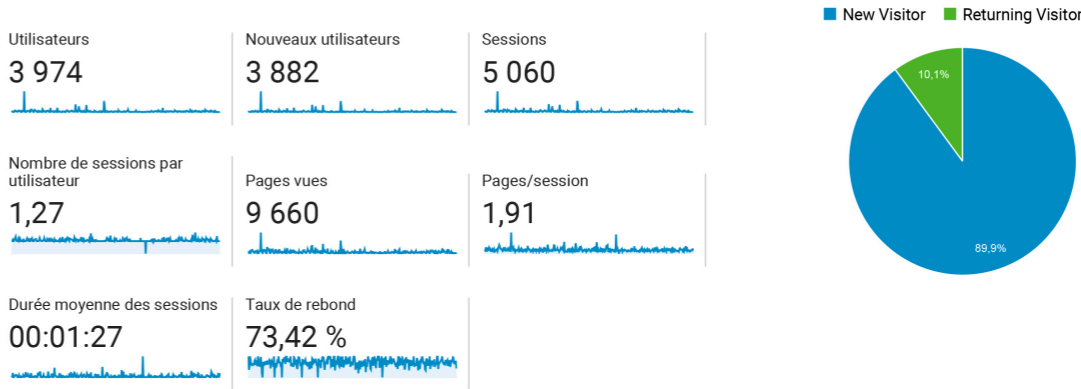 New Visitor
Returning Visitor
Utilisateurs
3 974
Nouveaux utilisateurs
3 882
Sessions
5 060
Nombre de sessions par
utilisateur
1,27
Pages vues
9 660
Pages/session
1,91
Durée moyenne des sessions
00:01:27
Taux de rebond
73,42 %
10,1%
89,9%